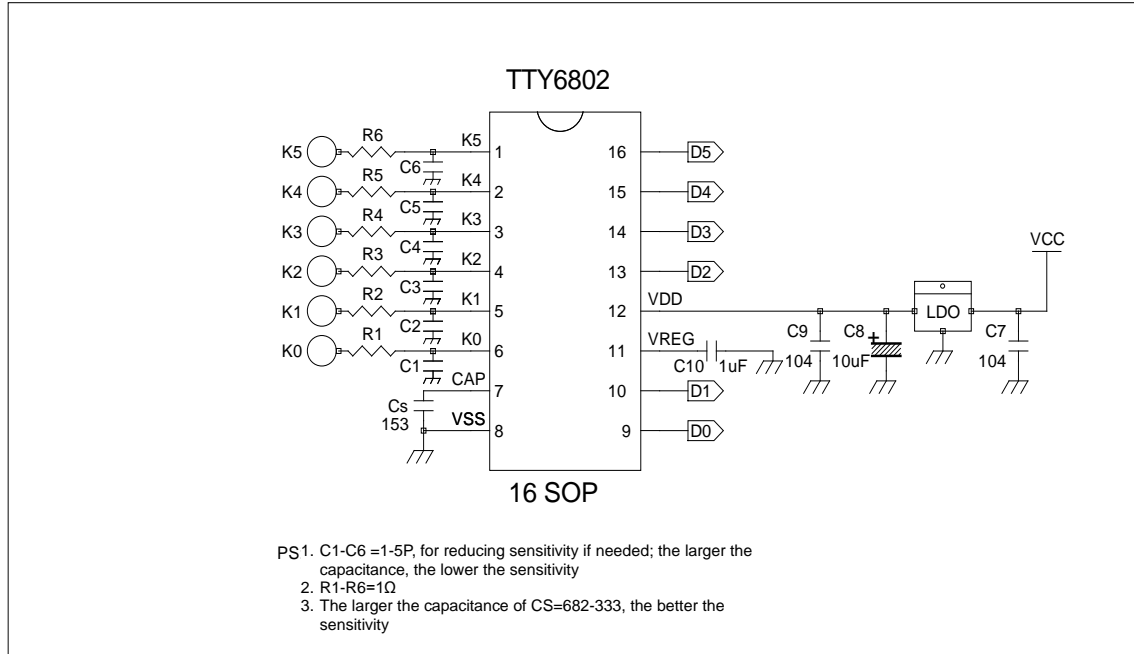 TTY6802
K5 R6 K5 1 16 D5
C6
K4 R5 K4 2 15 D4
C5
K3 R4 K3 3 14 D3
C4
K2 R3 K2 4 13 D2
C3
K1 R2 K1 5 12 VDD LDO VCC
C2
K0 R1 K0 6 11 VREG C10 1uF
C1
C9 104 C8 + 10uF C7 104
CAP 7 10 D1
Cs 153
VSS 8 9 D0
16 SOP
PS 1. C1-C6 =1-5P, for reducing sensitivity if needed; the larger the
capacitance, the lower the sensitivity
2. R1-R6=1Ω
3. The larger the capacitance of CS=682-333, the better the
sensitivity